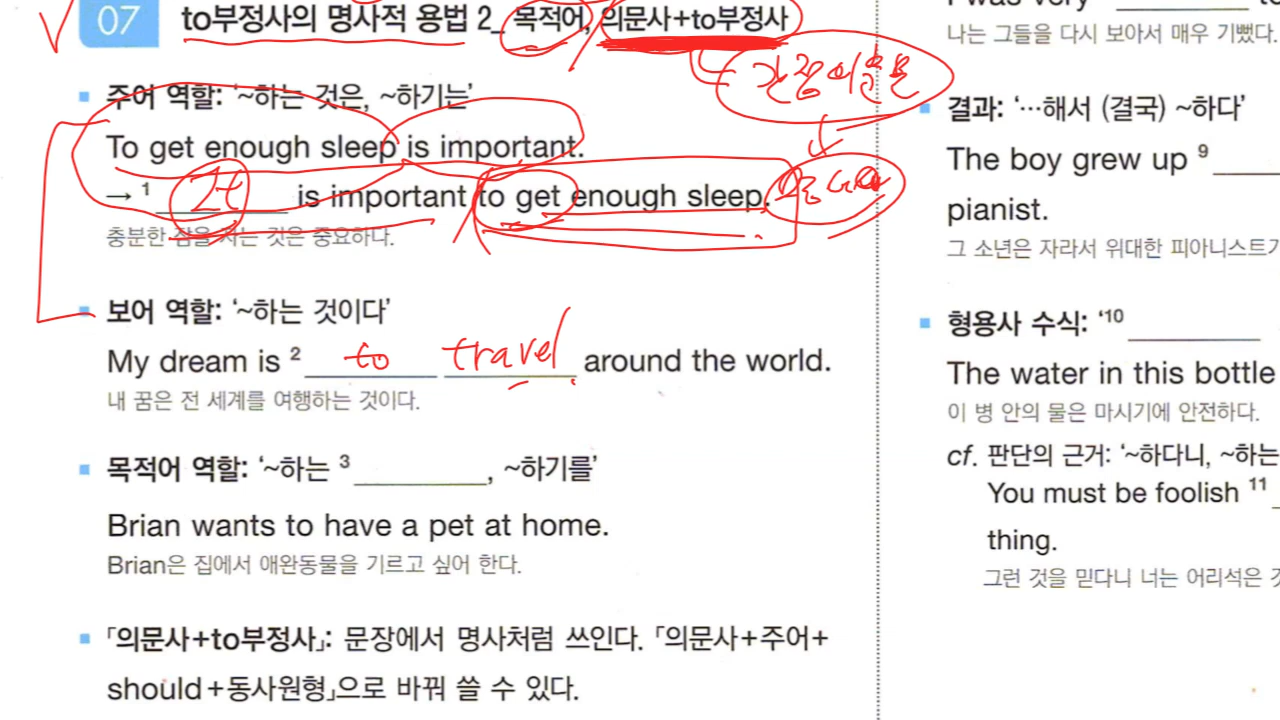 07 to부정사의 명사적 용법 2_ 목적어, 의문사+to부정사
간접의문문
주어 역할: ‘~하는 것은, ~하기는’
To get enough sleep is important.
→ 1 It is important to get enough sleep.
충분한 잠을 자는 것은 중요하다.
보어 역할: ‘~하는 것이다’
My dream is 2 to travel around the world.
내 꿈은 전 세계를 여행하는 것이다.
목적어 역할: ‘~하는 3 ________, ~하기를’
Brian wants to have a pet at home.
Brian은 집에서 애완동물을 기르고 싶어 한다.
「의문사+to부정사」: 문장에서 명사처럼 쓰인다. 「의문사+주어+
should+동사원형」으로 바꿔 쓸 수 있다.
I was very ________ to
나는 그들을 다시 보아서 매우 기뻤다.
결과: ‘…해서 (결국) ~하다’
The boy grew up 9 ____
pianist.
그 소년은 자라서 위대한 피아니스트가
형용사 수식: ‘10 ________
The water in this bottle
이 병 안의 물은 마시기에 안전하다.
cf. 판단의 근거: ‘~하다니, ~하는
You must be foolish 11
thing.
그런 것을 믿다니 너는 어리석은